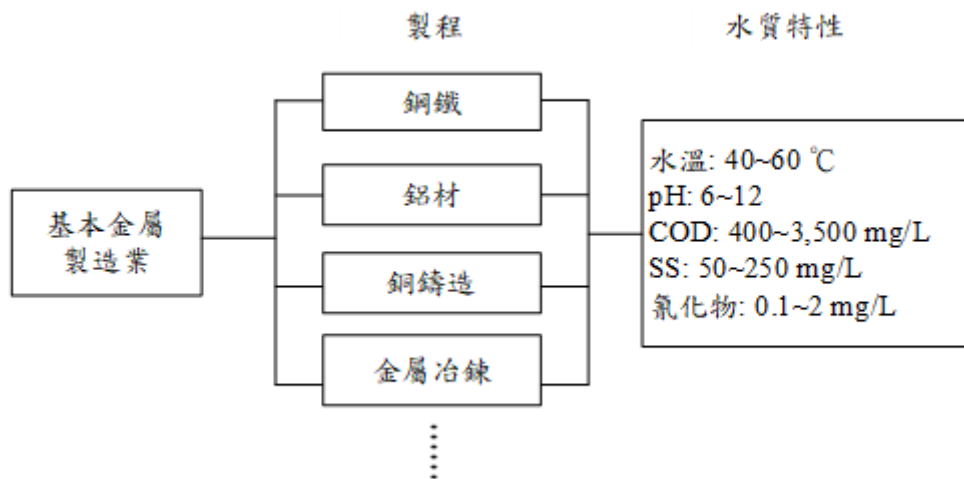 製程
水質特性
鋼鐵
鋁材
銅鑄造
金屬冶鍊
基本金屬
製造業
水溫: 40~60 ℃
pH: 6~12
COD: 400~3,500 mg/L
SS: 50~250 mg/L
氰化物: 0.1~2 mg/L